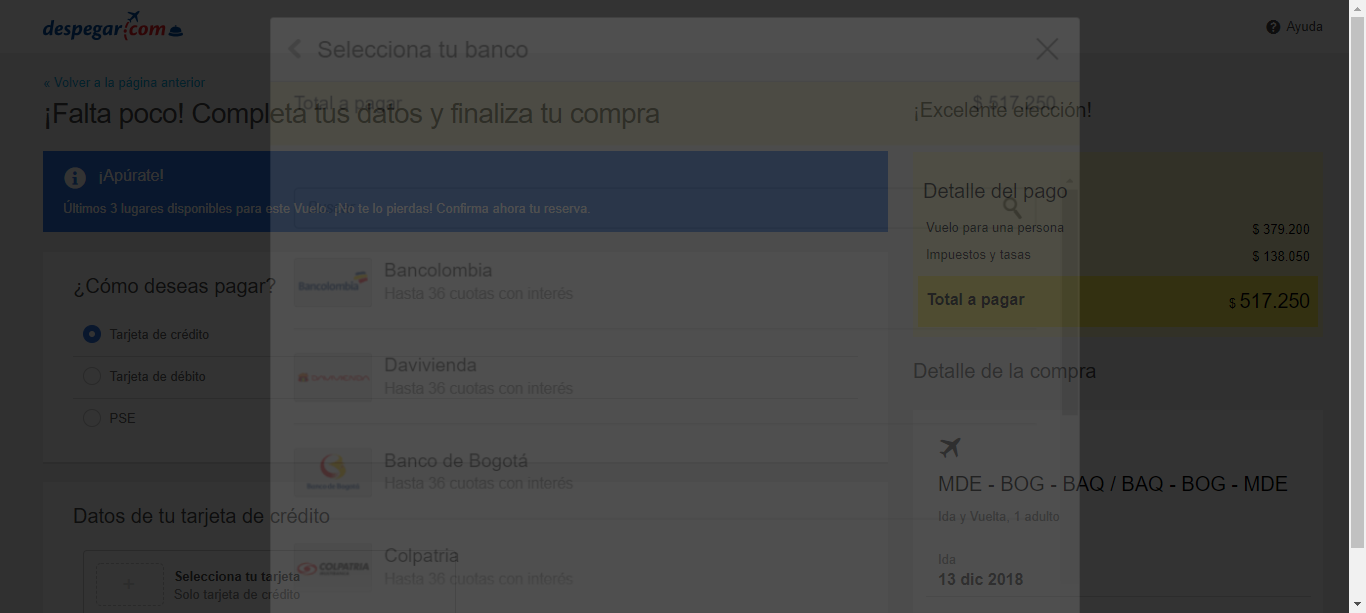 despegar.com
Ayuda
Selecciona tu banco
« Volver a la página anterior
Total a pagar $ 517.250
¡Falta poco! Completa tus datos y finaliza tu compra
¡Excelente elección!
¡Apúrate!
Últimos 3 lugares disponibles para este Vuelo. ¡No te lo pierdas! Confirma ahora tu reserva.
Detalle del pago
Vuelo para una persona $ 379.200
Impuestos y tasas $ 138.050
Total a pagar $ 517.250
¿Cómo deseas pagar?
Tarjeta de crédito
Tarjeta de débito
PSE
Bancolombia
Bancolombia
Hasta 36 cuotas con interés
DAVIVIENDA
Davivienda
Hasta 36 cuotas con interés
Banco de Bogotá
Banco de Bogotá
Hasta 36 cuotas con interés
COLPATRIA
Colpatria
Hasta 36 cuotas con interés
Datos de tu tarjeta de crédito
Selecciona tu tarjeta
Solo tarjeta de crédito
Detalle de la compra
MDE - BOG - BAQ / BAQ - BOG - MDE
Ida y Vuelta, 1 adulto
Ida
13 dic 2018